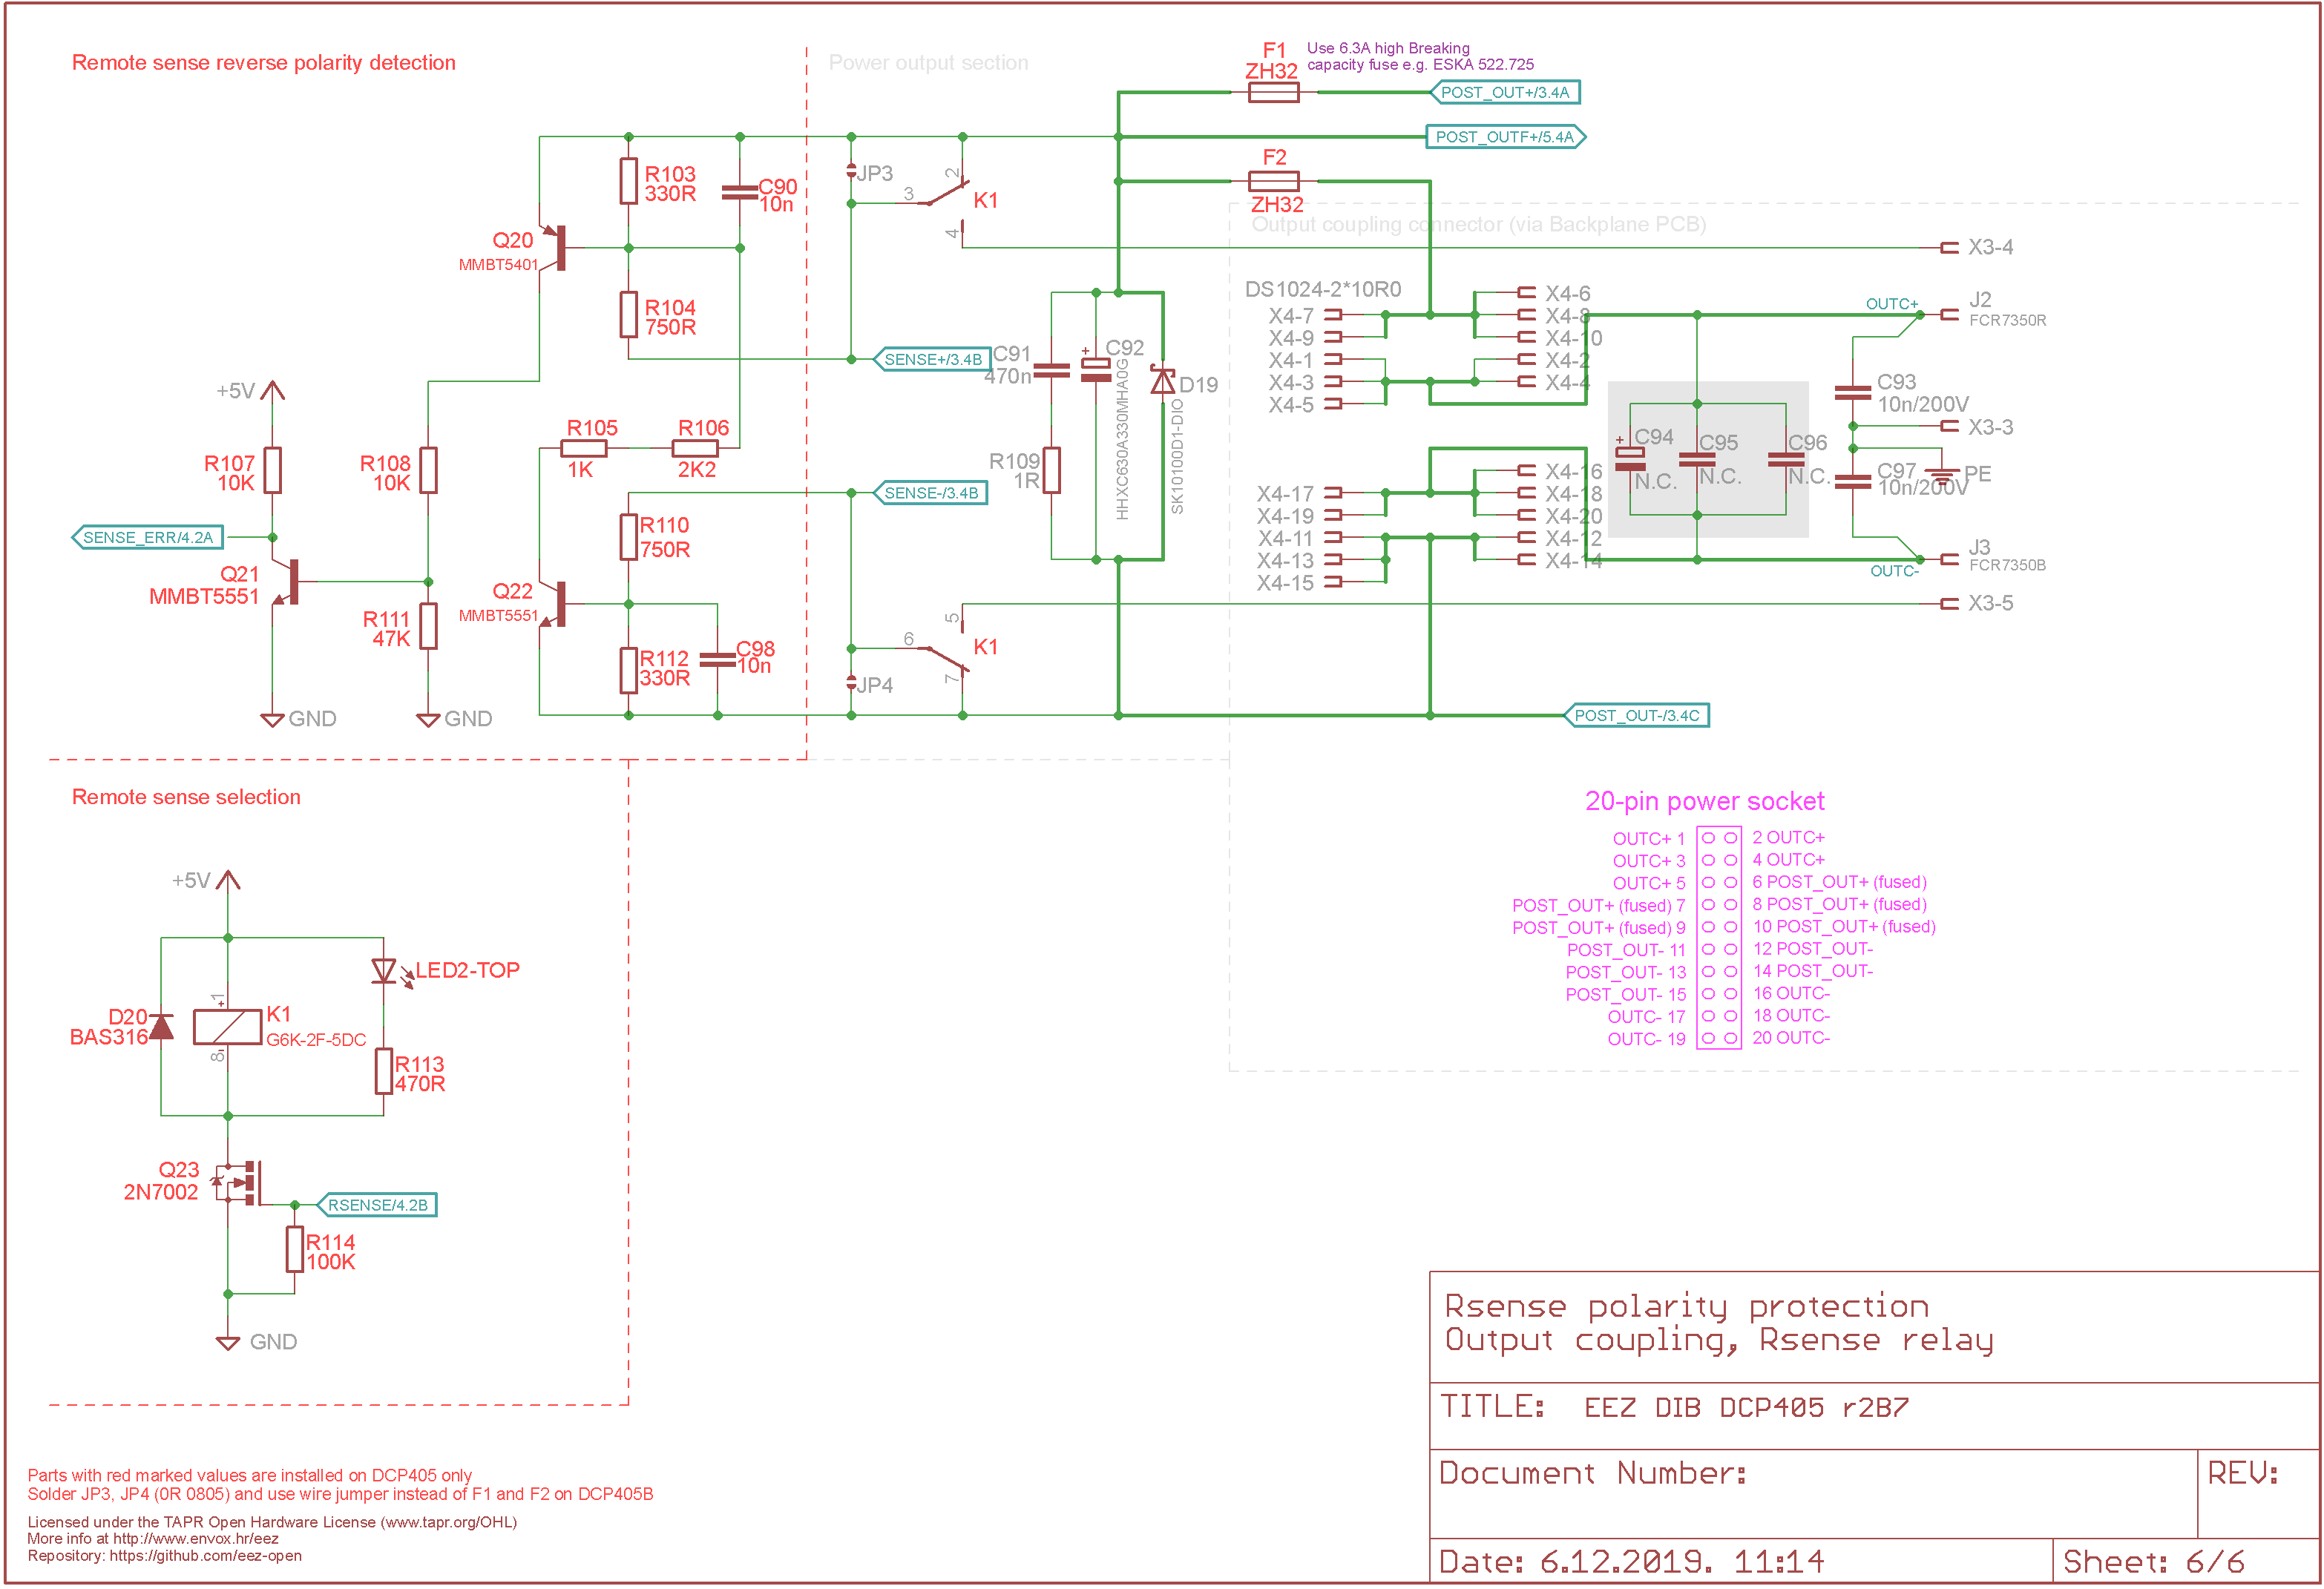 Remote sense reverse polarity detection
Power output section
F1
ZH32
Use 6.3A high Breaking
capacity fuse e.g. ESKA 522.725
POST_OUT+/3.4A
POST_OUTF+/5.4A
F2
ZH32
Output coupling connector (via Backplane PCB)
R103
330R
C90
10n
JP3
2
3
K1
4
Q20
MMBT5401
X3-4
R104
750R
SENSE+/3.4B
C91
470n
+
C92
HHXC630A330MHA0G
D19
SK10100D1-DIO
DS1024-2*10R0
X4-7
X4-9
X4-1
X4-3
X4-5
X4-6
X4-8
X4-10
X4-2
X4-4
OUTC+
J2
FCR7350R
C93
10n/200V
X3-3
PE
C97
10n/200V
+
C94
N.C.
C95
N.C.
C96
N.C.
+5V
R107
10K
R108
10K
R105
1K
R106
2K2
R109
1R
SENSE-/3.4B
X4-17
X4-19
X4-11
X4-13
X4-15
X4-16
X4-18
X4-20
X4-12
X4-14
J3
FCR7350B
OUTC-
X3-5
SENSE_ERR/4.2A
R110
750R
Q21
MMBT5551
Q22
MMBT5551
R111
47K
R112
330R
C98
10n
5
6
K1
7
JP4
GND
GND
POST_OUT-/3.4C
Remote sense selection
+5V
LED2-TOP
1
+
D20
BAS316
K1
G6K-2F-5DC
8
-
R113
470R
Q23
2N7002
RSENSE/4.2B
R114
100K
GND
20-pin power socket
OUTC+ 1 2 OUTC+
OUTC+ 3 4 OUTC+
OUTC+ 5 6 POST_OUT+ (fused)
POST_OUT+ (fused) 7 8 POST_OUT+ (fused)
POST_OUT+ (fused) 9 10 POST_OUT+ (fused)
POST_OUT- 11 12 POST_OUT-
POST_OUT- 13 14 POST_OUT-
POST_OUT- 15 16 OUTC-
OUTC- 17 18 OUTC-
OUTC- 19 20 OUTC-
Rsense polarity protection
Output coupling, Rsense relay
TITLE: EEZ DIB DCP405 r2B7
Document Number:
REV:
Date: 6.12.2019. 11:14
Sheet: 6/6
Parts with red marked values are installed on DCP405 only
Solder JP3, JP4 (0R 0805) and use wire jumper instead of F1 and F2 on DCP405B
Licensed under the TAPR Open Hardware License (www.tapr.org/OHL)
More info at http://www.envox.hr/eez
Repository: https://github.com/eez-open